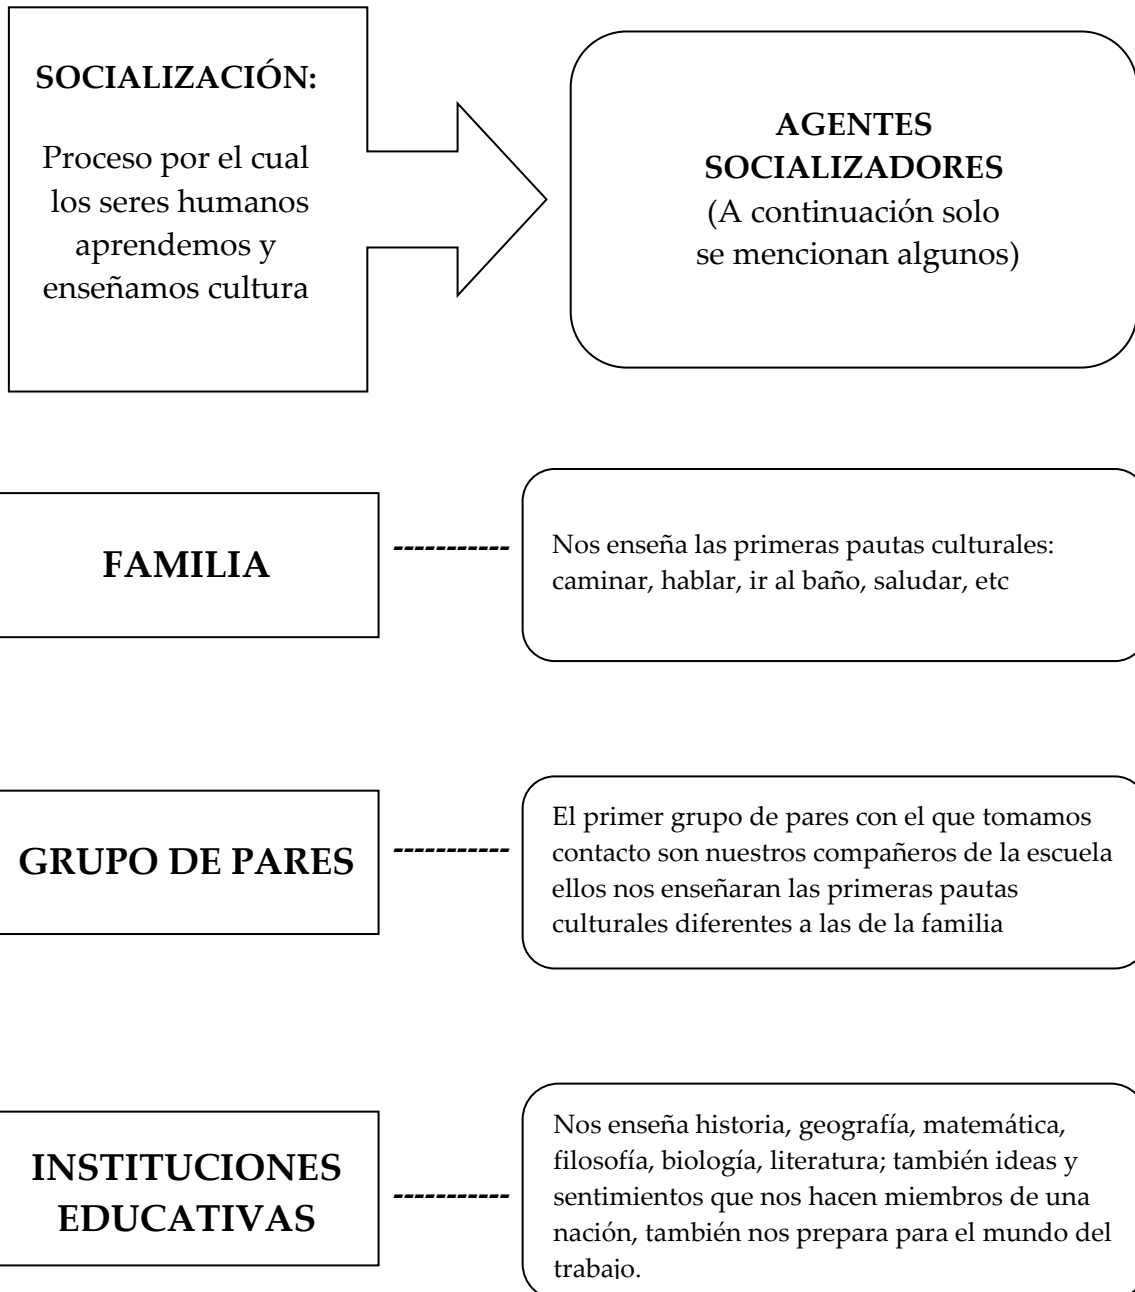 SOCIALIZACIÓN:
Proceso por el cual
los seres humanos
aprendemos y
enseñamos cultura
AGENTES
SOCIALIZADORES
(A continuación solo
se mencionan algunos)
FAMILIA
-----------
Nos enseña las primeras pautas culturales:
caminar, hablar, ir al baño, saludar, etc
GRUPO DE PARES
-----------
El primer grupo de pares con el que tomamos
contacto son nuestros compañeros de la escuela
ellos nos enseñaran las primeras pautas
culturales diferentes a las de la familia
INSTITUCIONES
EDUCATIVAS
-----------
Nos enseña historia, geografía, matemática,
filosofía, biología, literatura; también ideas y
sentimientos que nos hacen miembros de una
nación, también nos prepara para el mundo del
trabajo.